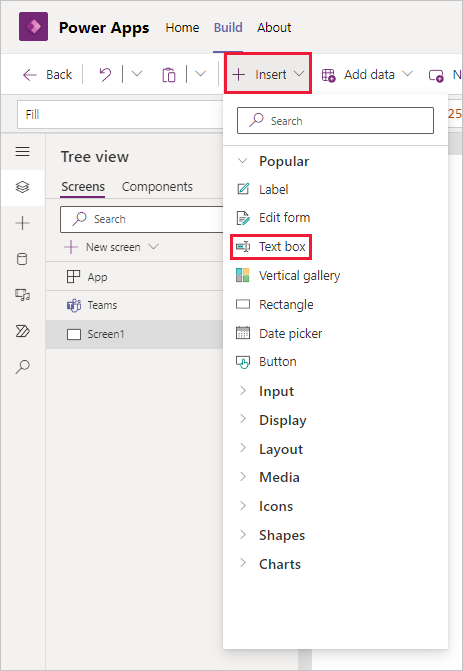 Power Apps Home Build About
Back Insert Add data N
Fill 25
Search
Tree view
Popular
Screens Components
Label
Search
Edit form
New screen
Text box
App
Vertical gallery
Teams
Rectangle
Screen1
Date picker
Button
Input
Display
Layout
Media
Icons
Shapes
Charts